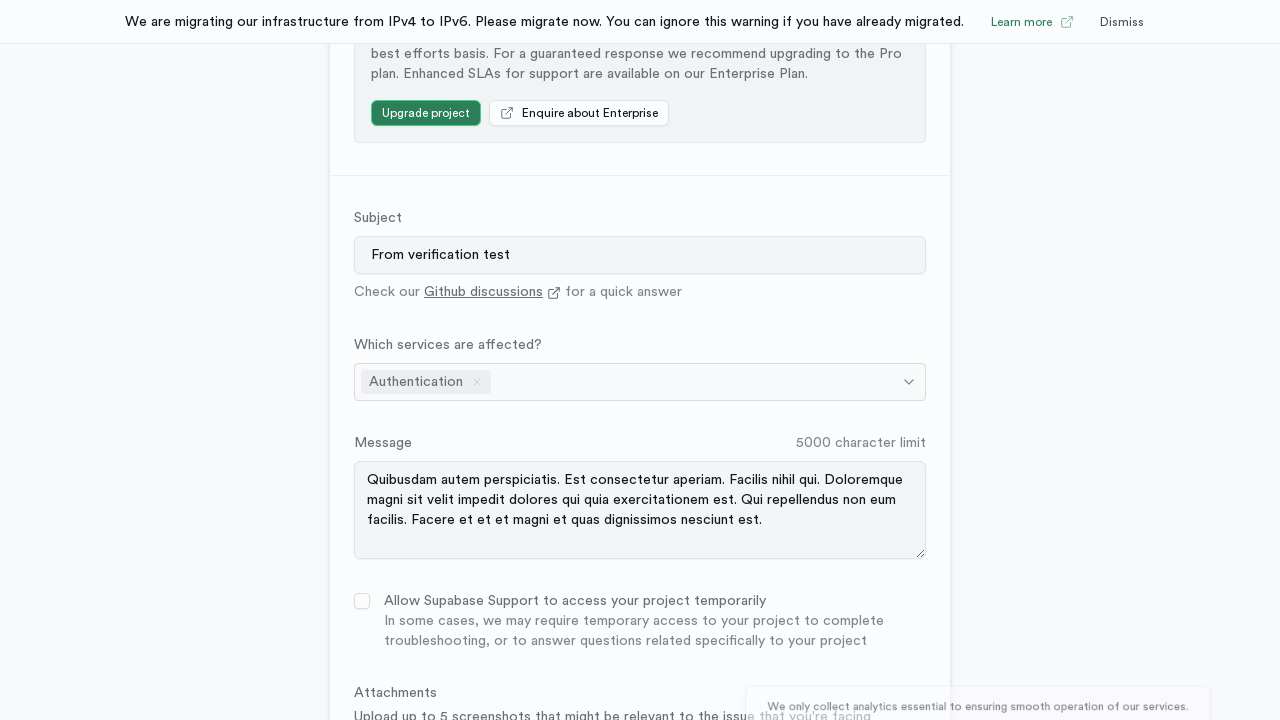 We are migrating our infrastructure from IPv4 to IPv6. Please migrate now. You can ignore this warning if you have already migrated.
Learn more
Dismiss
best efforts basis. For a guaranteed response we recommend upgrading to the Pro
plan. Enhanced SLAs for support are available on our Enterprise Plan.
Upgrade project
Enquire about Enterprise
Subject
From verification test
Check our Github discussions for a quick answer
Which services are affected?
Authentication
Message
5000 character limit
Quibusdam autem perspiciatis. Est consectetur aperiam. Facilis nihil qui. Doloremque
magni sit velit impedit dolores qui quia exercitationem est. Qui repellendus non eum
facilis. Facere et et et magni et quas dignissimos nesciunt est.
Allow Supabase Support to access your project temporarily
In some cases, we may require temporary access to your project to complete
troubleshooting, or to answer questions related specifically to your project
Attachments
We only collect analytics essential to ensuring smooth operation of our services.
Upload up to 5 screenshots that might be relevant to the issue that you're facing